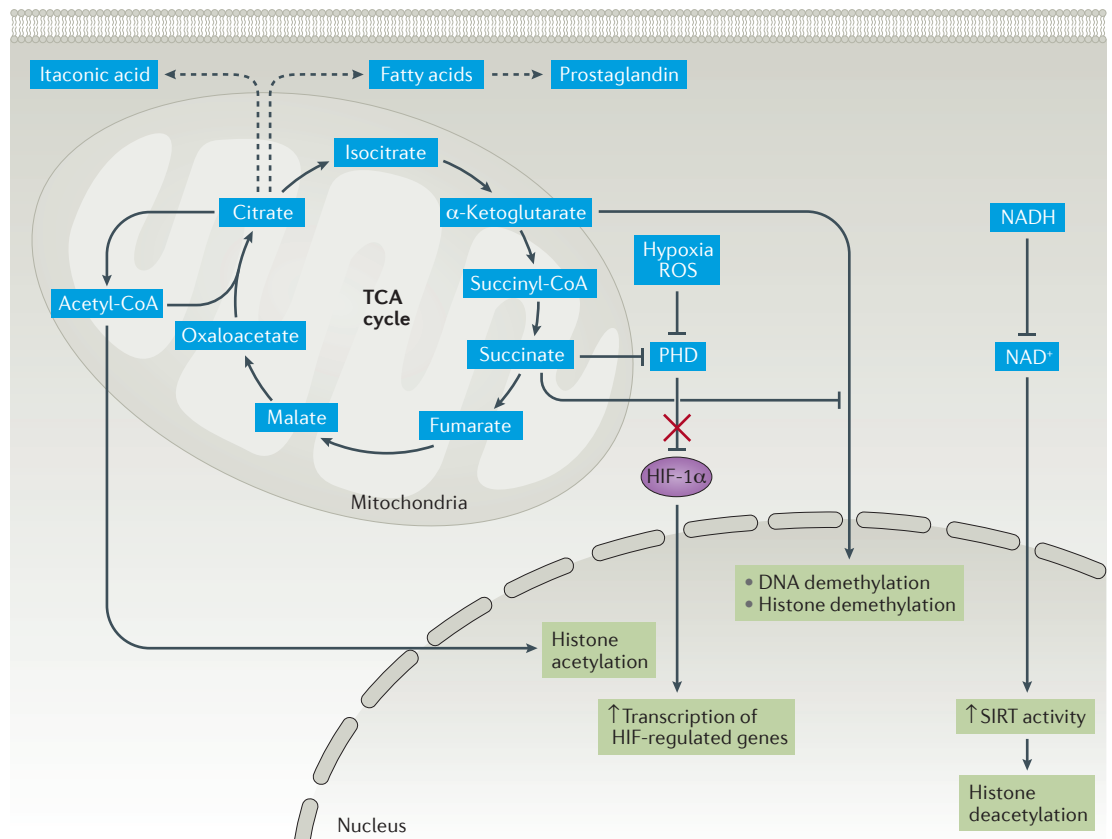 Itaconic acid
Fatty acids
Prostaglandin
Isocitrate
Citrate
α-Ketoglutarate
NADH
Hypoxia
ROS
Acetyl-CoA
Succinyl-CoA
TCA
cycle
Oxaloacetate
Succinate
PHD
NAD⁺
Malate
Fumarate
HIF-1α
Mitochondria
• DNA demethylation
• Histone demethylation
Histone
acetylation
↑Transcription of
HIF-regulated genes
↑SIRT activity
Histone
deacetylation
Nucleus